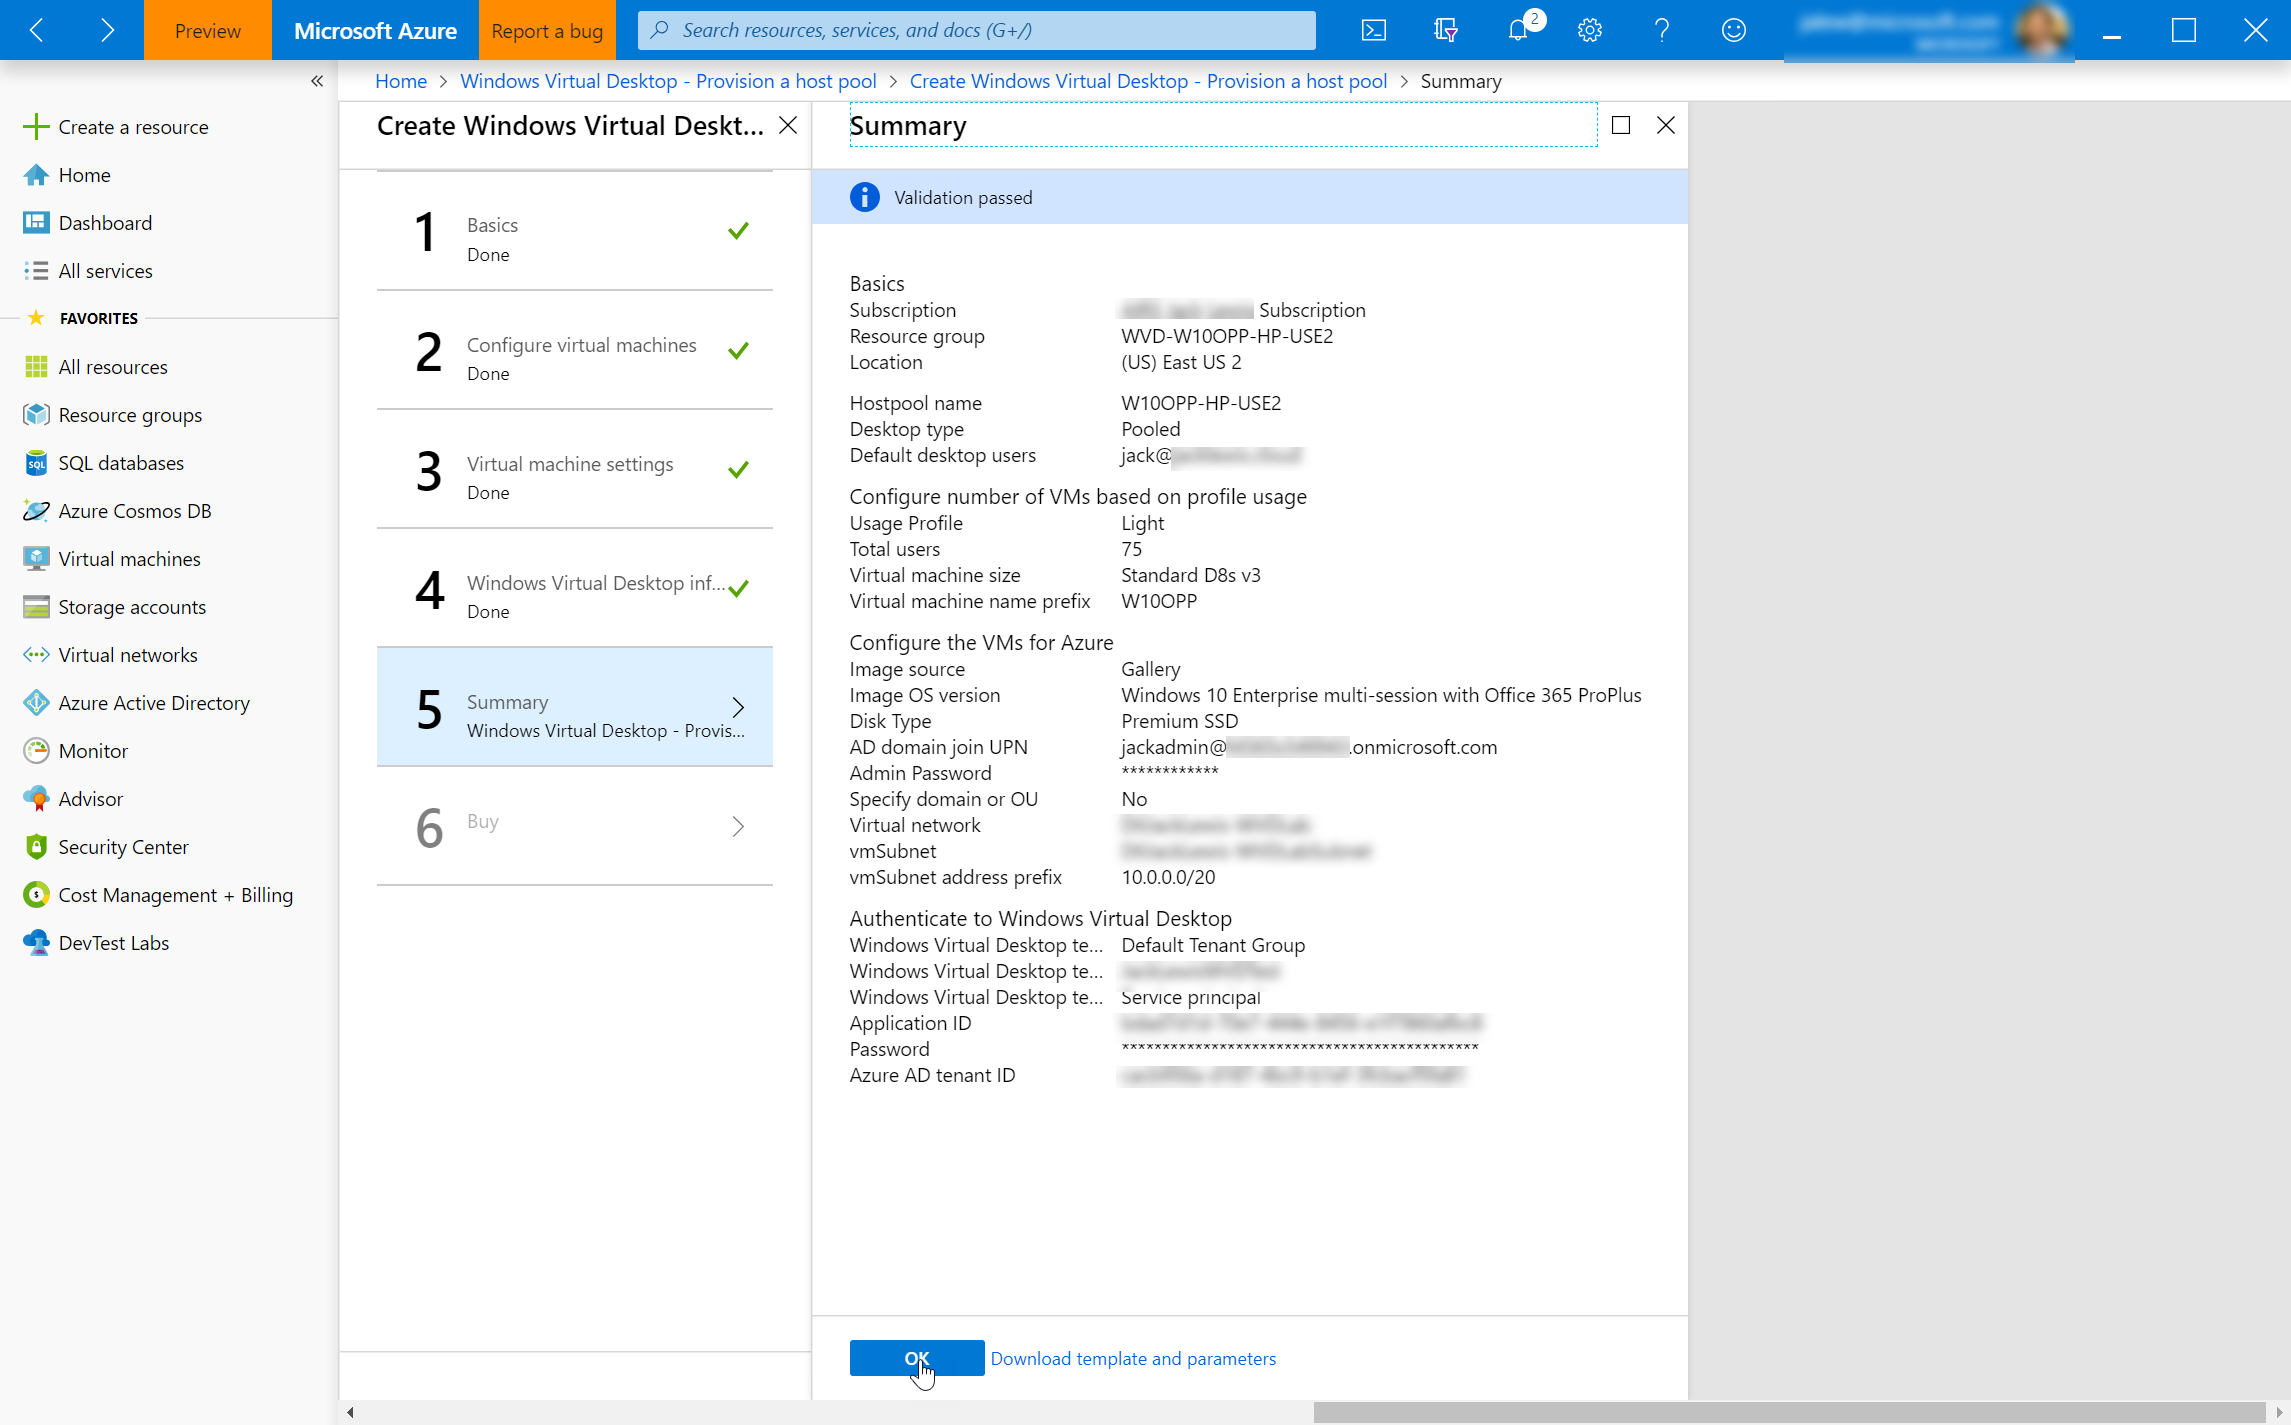 Preview
Microsoft Azure
Report a bug
Search resources, services, and docs (G+/)
2
«
Home > Windows Virtual Desktop - Provision a host pool > Create Windows Virtual Desktop - Provision a host pool > Summary
Create a resource
Home
Dashboard
All services
FAVORITES
All resources
Resource groups
SQL databases
Azure Cosmos DB
Virtual machines
Storage accounts
Virtual networks
Azure Active Directory
Monitor
Advisor
Security Center
Cost Management + Billing
DevTest Labs
Create Windows Virtual Deskt...
1 Basics
Done
2 Configure virtual machines
Done
3 Virtual machine settings
Done
4 Windows Virtual Desktop inf...
Done
5 Summary
Windows Virtual Desktop - Provis...
6 Buy
Summary
Validation passed
Basics
Subscription Subscription
Resource group WVD-W10OPP-HP-USE2
Location (US) East US 2
Hostpool name W10OPP-HP-USE2
Desktop type Pooled
Default desktop users jack@
Configure number of VMs based on profile usage
Usage Profile Light
Total users 75
Virtual machine size Standard D8s v3
Virtual machine name prefix W10OPP
Configure the VMs for Azure
Image source Gallery
Image OS version Windows 10 Enterprise multi-session with Office 365 ProPlus
Disk Type Premium SSD
AD domain join UPN jackadmin@ .onmicrosoft.com
Admin Password ************
Specify domain or OU No
Virtual network
vmSubnet
vmSubnet address prefix 10.0.0.0/20
Authenticate to Windows Virtual Desktop
Windows Virtual Desktop te... Default Tenant Group
Windows Virtual Desktop te...
Windows Virtual Desktop te... Service principal
Application ID
Password ********************************************
Azure AD tenant ID
OK
Download template and parameters